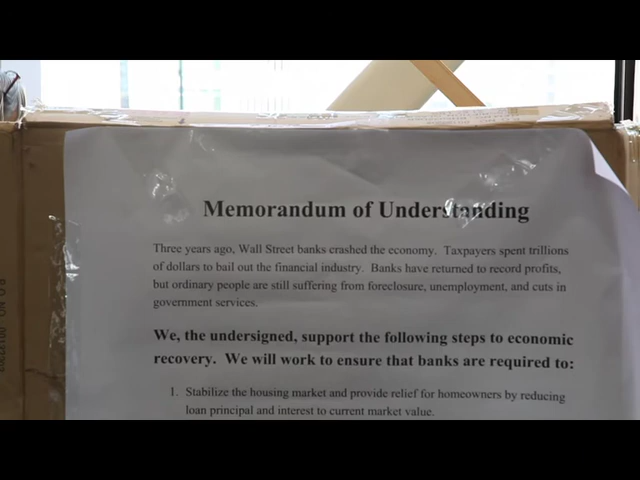 Memorandum of Understanding
Three years ago, Wall Street banks crashed the economy. Taxpayers spent trillions
of dollars to bail out the financial industry. Banks have returned to record profits,
but ordinary people are still suffering from foreclosure, unemployment, and cuts in
government services.
We, the undersigned, support the following steps to economic
recovery. We will work to ensure that banks are required to:
1. Stabilize the housing market and provide relief for homeowners by reducing
loan principal and interest to current market value.